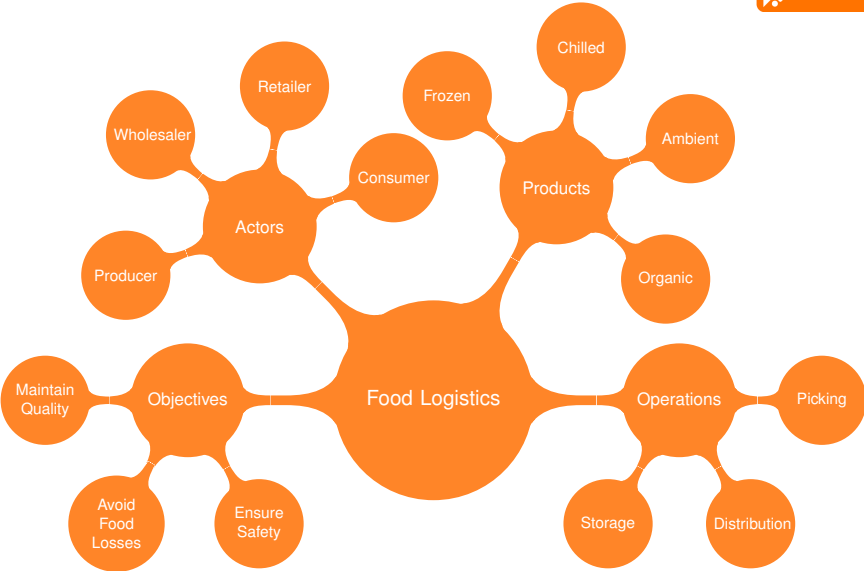 Chilled
Retailer
Frozen
Wholesaler
Ambient
Consumer
Products
Actors
Producer
Organic
Maintain
Quality
Objectives
Food Logistics
Operations
Picking
Avoid
Food
Losses
Ensure
Safety
Storage
Distribution